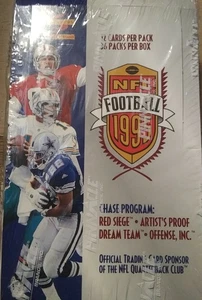 12 CARDS PER PACK
36 PACKS PER BOX
NFL
FOOTBALL
199
CHASE PROGRAM:
RED SIEGE • ARTIST'S PROOF
DREAM TEAM • OFFENSE, INC.
OFFICIAL TRADING CARD SPONSOR
OF THE NFL QUARTERBACK CLUB